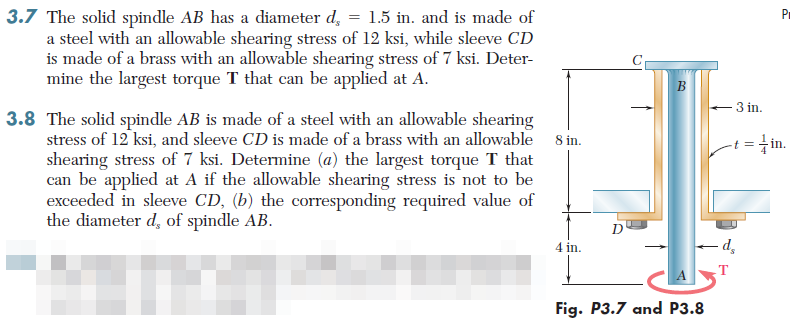 3.7 The solid spindle AB has a diameter dₛ = 1.5 in. and is made of
a steel with an allowable shearing stress of 12 ksi, while sleeve CD
is made of a brass with an allowable shearing stress of 7 ksi. Deter-
mine the largest torque T that can be applied at A.
3.8 The solid spindle AB is made of a steel with an allowable shearing
stress of 12 ksi, and sleeve CD is made of a brass with an allowable
shearing stress of 7 ksi. Determine (a) the largest torque T that
can be applied at A if the allowable shearing stress is not to be
exceeded in sleeve CD, (b) the corresponding required value of
the diameter dₛ of spindle AB.
C
B
3 in.
8 in.
t = 1/4 in.
D
4 in.
dₛ
A
T
Fig. P3.7 and P3.8